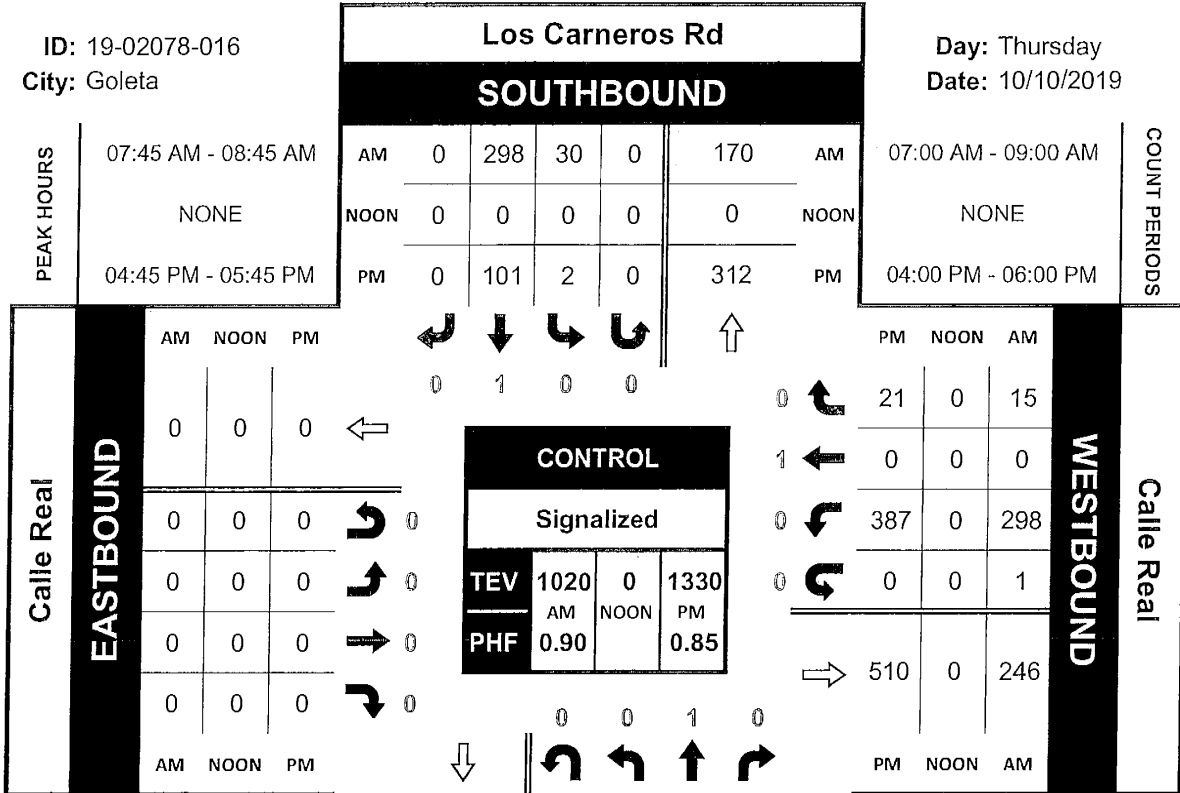 ID: 19-02078-016
City: Goleta
Los Carneros Rd
SOUTHBOUND
Day: Thursday
Date: 10/10/2019
PEAK HOURS
07:45 AM - 08:45 AM
NONE
04:45 PM - 05:45 PM
AM 0 298 30 0 170 AM
NOON 0 0 0 0 0 NOON
PM 0 101 2 0 312 PM
07:00 AM - 09:00 AM
NONE
04:00 PM - 06:00 PM
COUNT PERIODS
0 1 0 0
Calle Real
EASTBOUND
AM NOON PM
0 0 0
0 0 0 0
0 0 0 0
0 0 0 0
0 0 0 0
AM NOON PM
CONTROL
Signalized
TEV 1020 0 1330
AM NOON PM
PHF 0.90 0.85
PM NOON AM
0 21 0 15
1 0 0 0
0 387 0 298
0 0 0 1
510 0 246
PM NOON AM
WESTBOUND
Calle Real
0 0 1 0